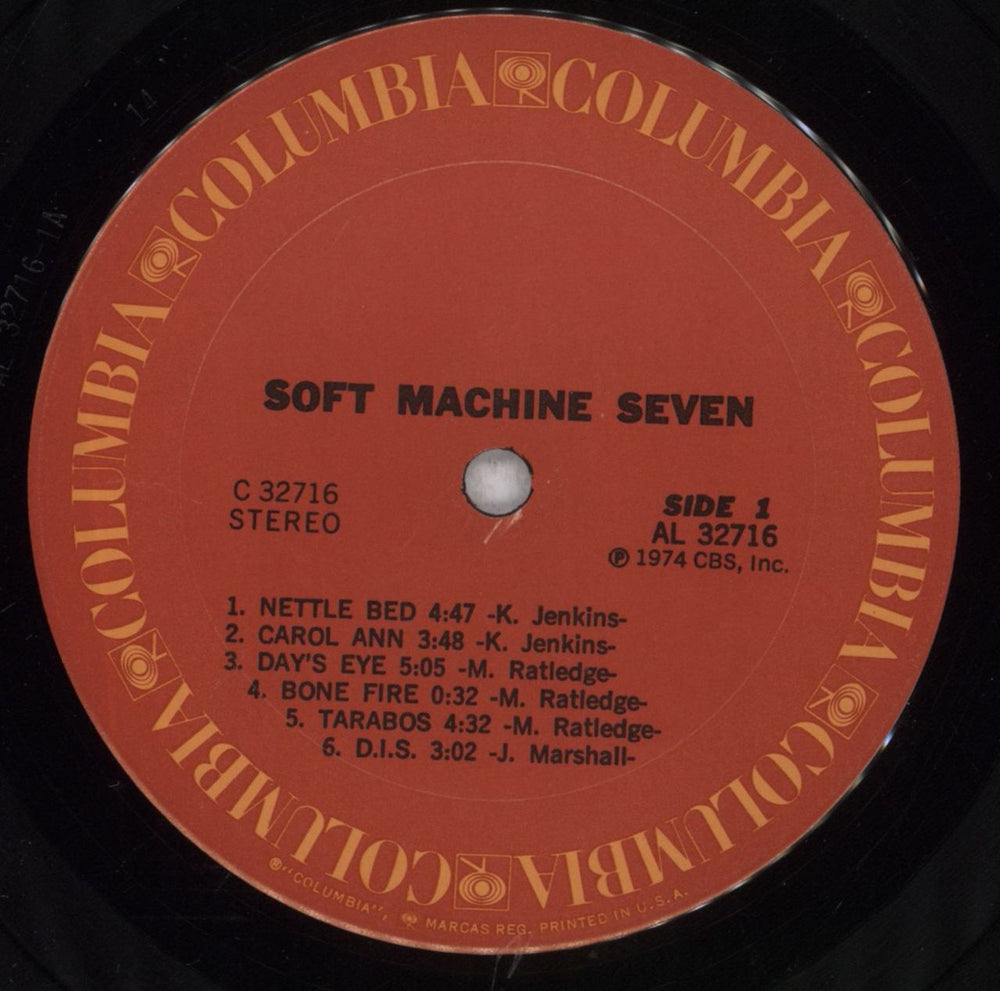 COLUMBIA COLUMBIA COLUMBIA COLUMBIA COLUMBIA COLUMBIA COLUMBIA
SOFT MACHINE SEVEN
C 32716
STEREO
SIDE 1
AL 32716
Ⓟ 1974 CBS, Inc.
1. NETTLE BED 4:47 -K. Jenkins-
2. CAROL ANN 3:48 -K. Jenkins-
3. DAY'S EYE 5:05 -M. Ratledge-
4. BONE FIRE 0:32 -M. Ratledge-
5. TARABOS 4:32 -M. Ratledge-
6. D.I.S. 3:02 -J. Marshall-
®"COLUMBIA", MARCAS REG. PRINTED IN U.S.A.
AL 32716-1A
14